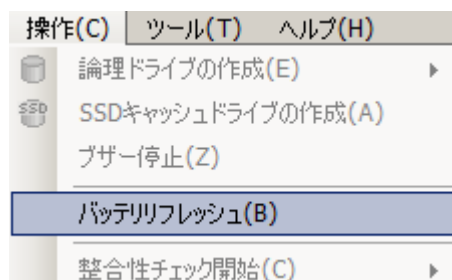 操作(C) ツール(T) ヘルプ(H)
論理ドライブの作成(E)
SSD SSDキャッシュドライブの作成(A)
ブザー停止(Z)
バッテリリフレッシュ(B)
整合性チェック開始(C)